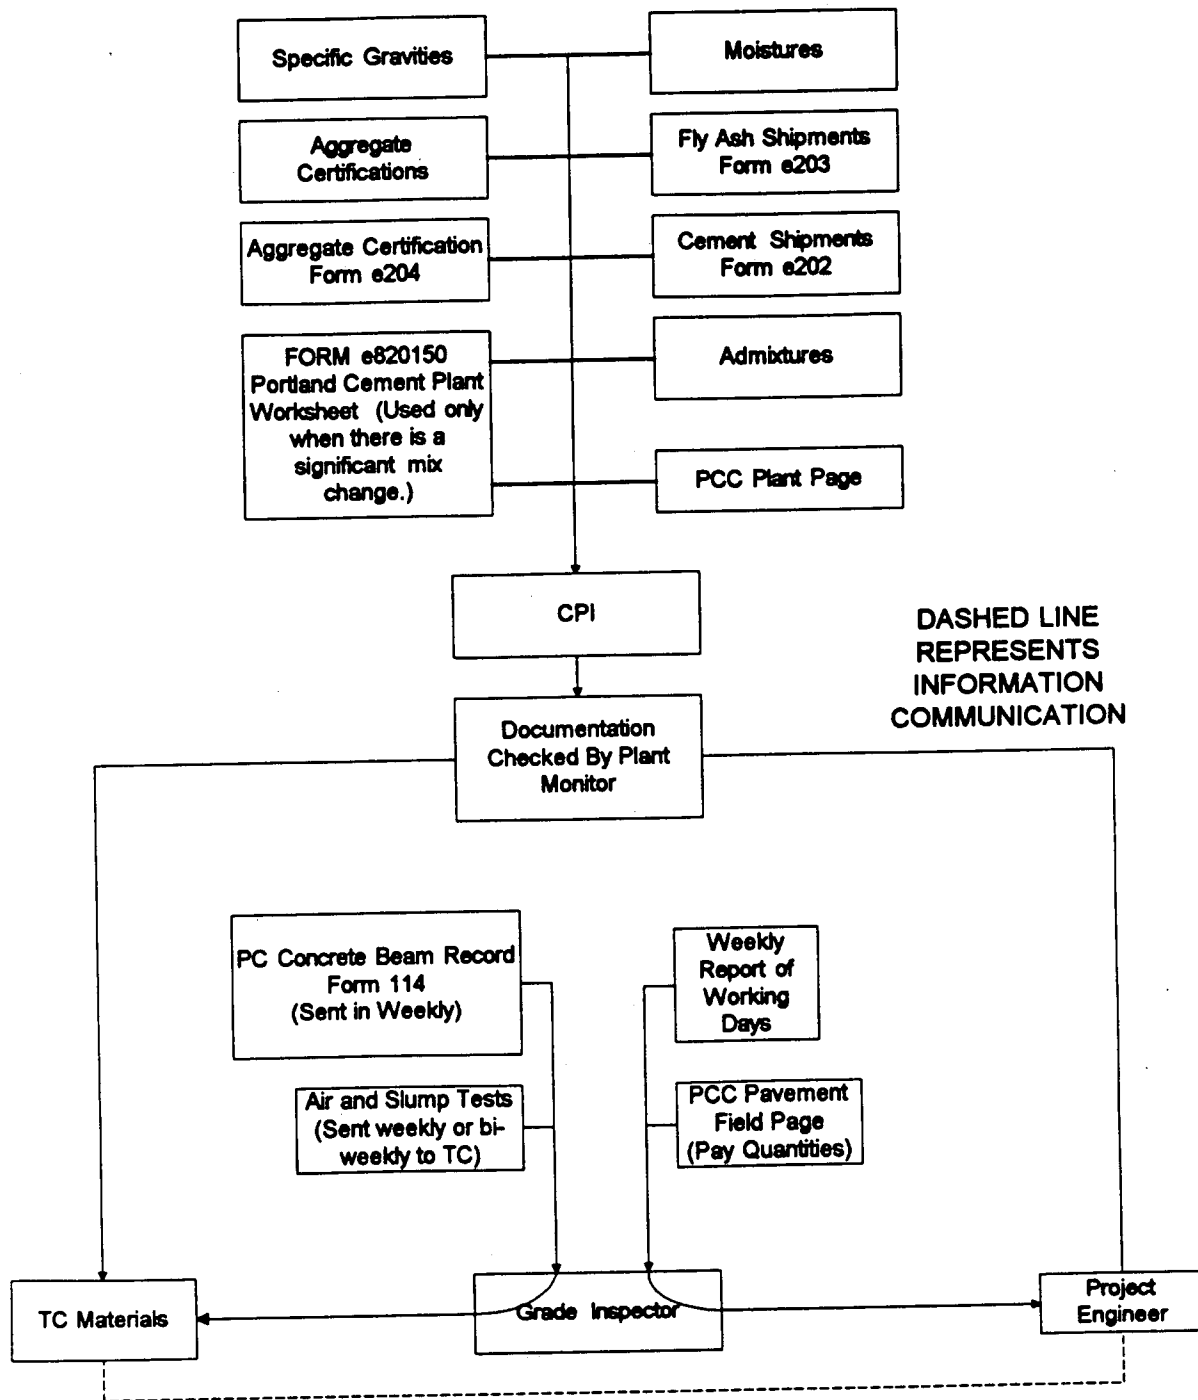 Specific Gravities
Moistures
Aggregate
Certifications
Fly Ash Shipments
Form e203
Aggregate Certification
Form e204
Cement Shipments
Form e202
FORM e820150
Portland Cement Plant
Worksheet (Used only
when there is a
significant mix
change.)
Admixtures
PCC Plant Page
CPI
DASHED LINE
REPRESENTS
INFORMATION
COMMUNICATION
Documentation
Checked By Plant
Monitor
PC Concrete Beam Record
Form 114
(Sent in Weekly)
Weekly
Report of
Working
Days
Air and Slump Tests
(Sent weekly or bi-
weekly to TC)
PCC Pavement
Field Page
(Pay Quantities)
TC Materials
Grade Inspector
Project
Engineer